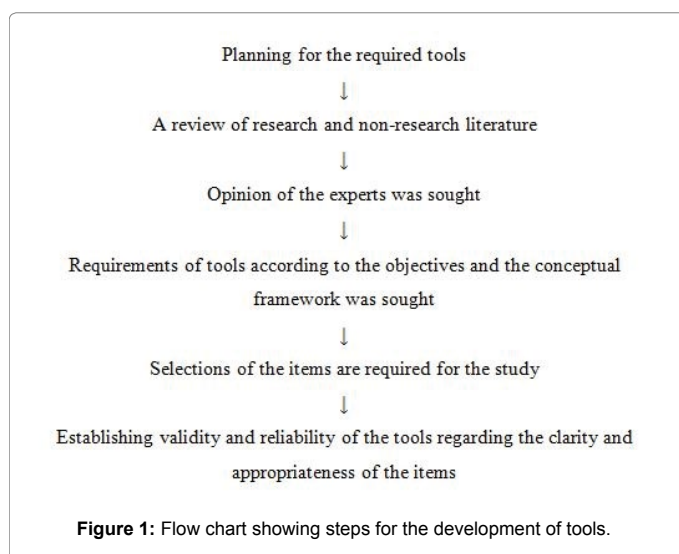 Planning for the required tools
↓
A review of research and non-research literature
↓
Opinion of the experts was sought
↓
Requirements of tools according to the objectives and the conceptual
framework was sought
↓
Selections of the items are required for the study
↓
Establishing validity and reliability of the tools regarding the clarity and
appropriateness of the items
Figure 1: Flow chart showing steps for the development of tools.